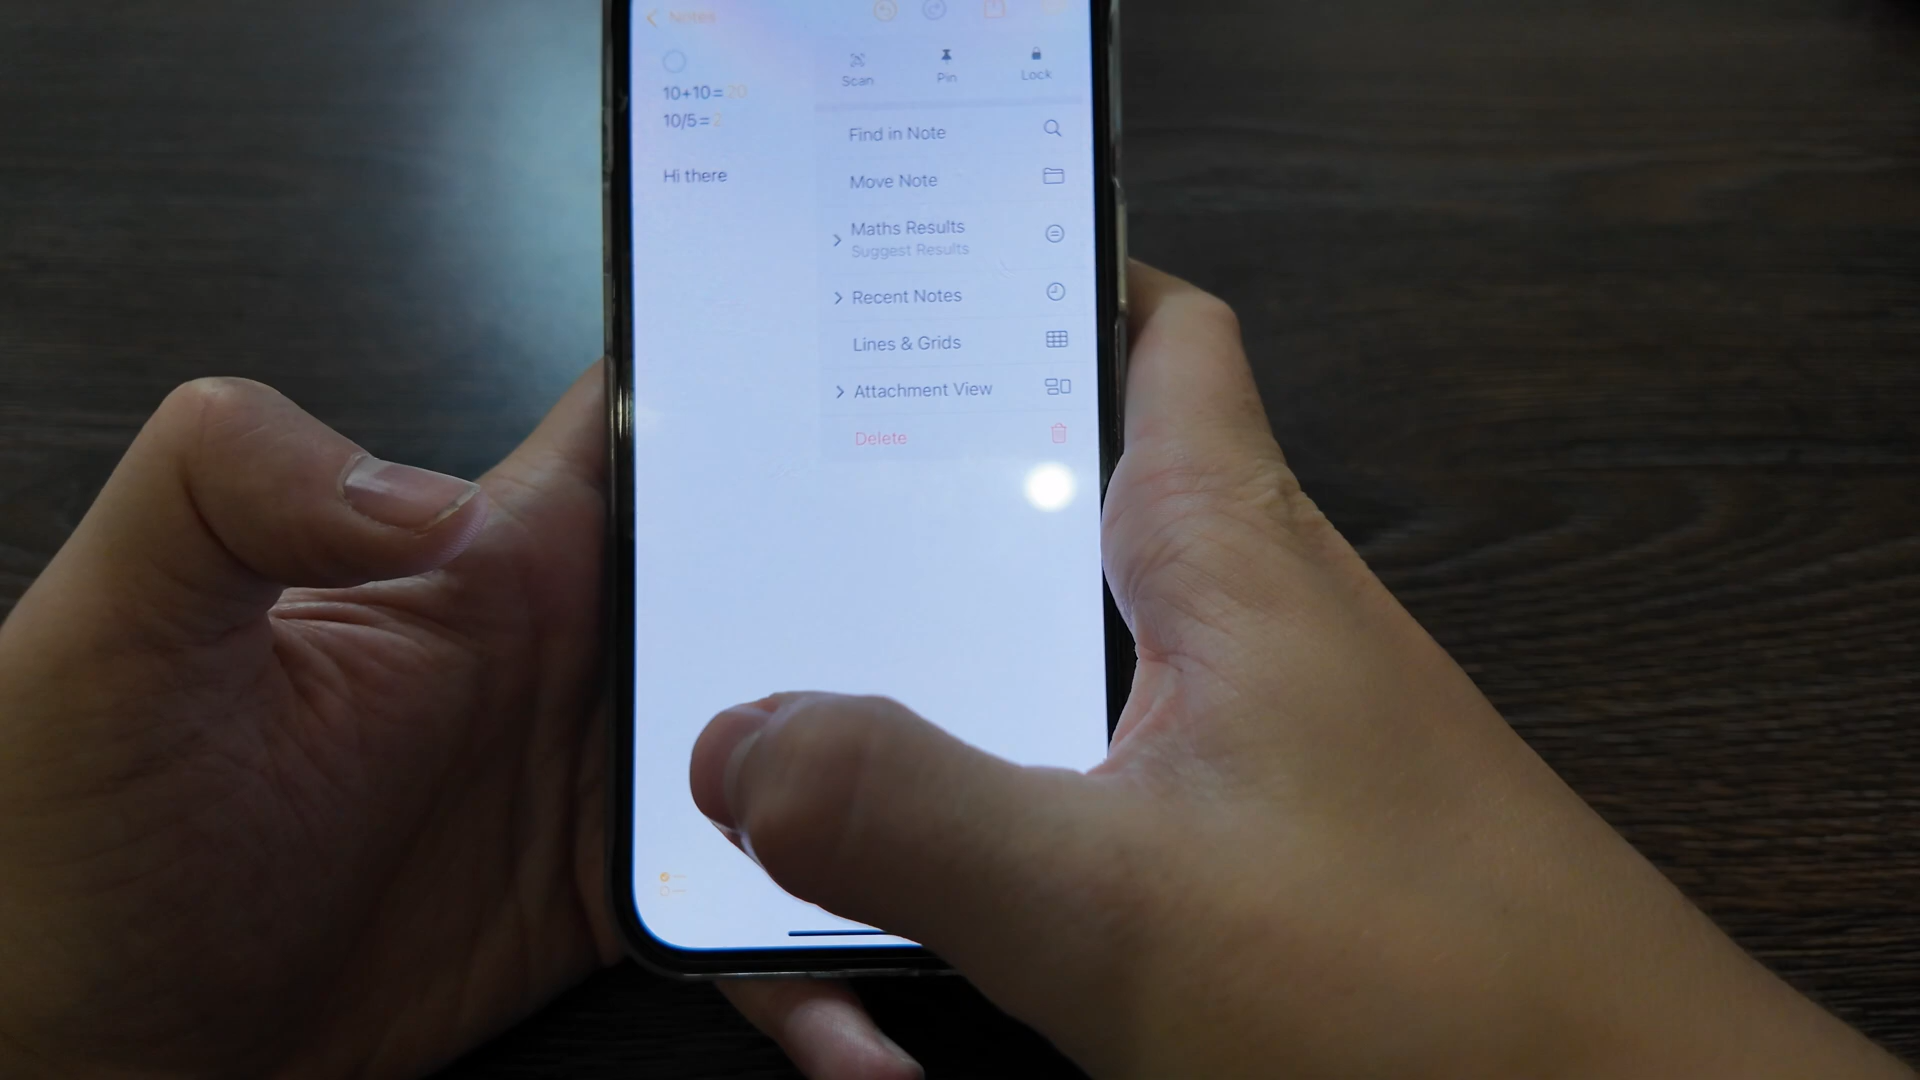 Notes
Scan
Pin
Lock
10+10=20
10/5=2
Hi there
Find in Note
Move Note
Maths Results
Suggest Results
Recent Notes
Lines & Grids
Attachment View
Delete